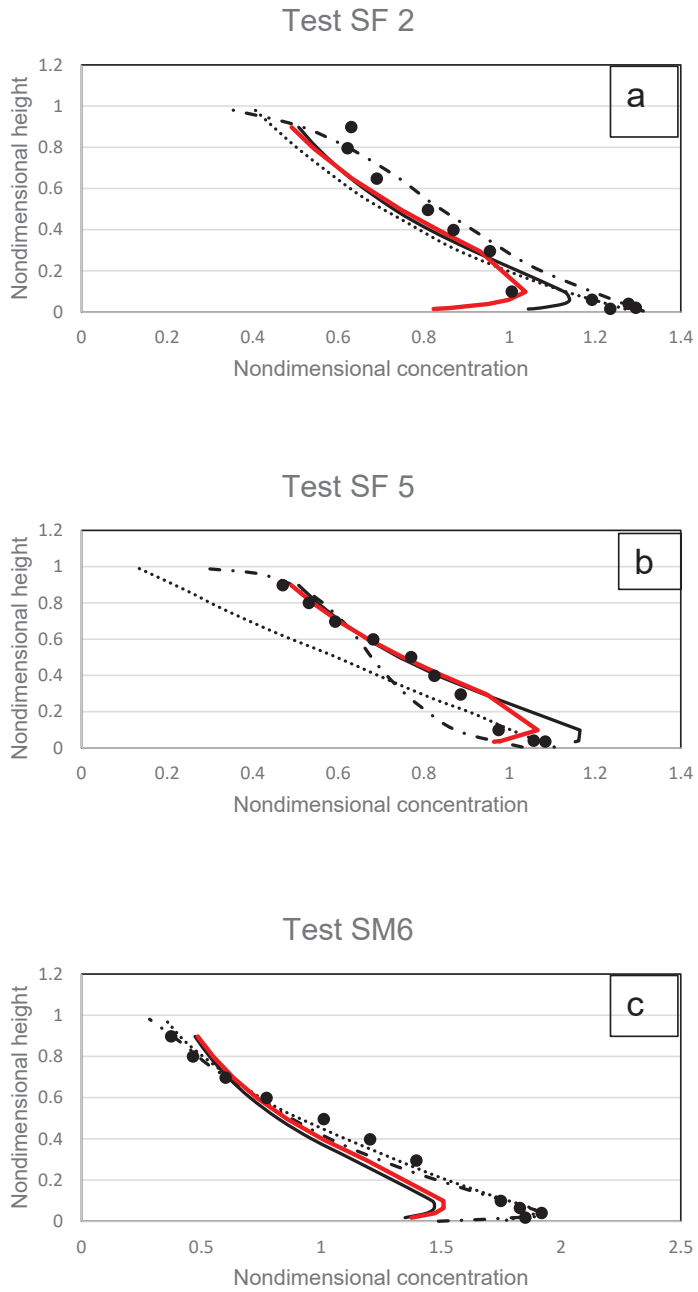 Test SF 2
a
Nondimensional height
1.2
1
0.8
0.6
0.4
0.2
0
0 0.2 0.4 0.6 0.8 1 1.2 1.4
Nondimensional concentration
Test SF 5
b
Nondimensional height
1.2
1
0.8
0.6
0.4
0.2
0
0 0.2 0.4 0.6 0.8 1 1.2 1.4
Nondimensional concentration
Test SM6
c
Nondimensional height
1.2
1
0.8
0.6
0.4
0.2
0
0 0.5 1 1.5 2 2.5
Nondimensional concentration